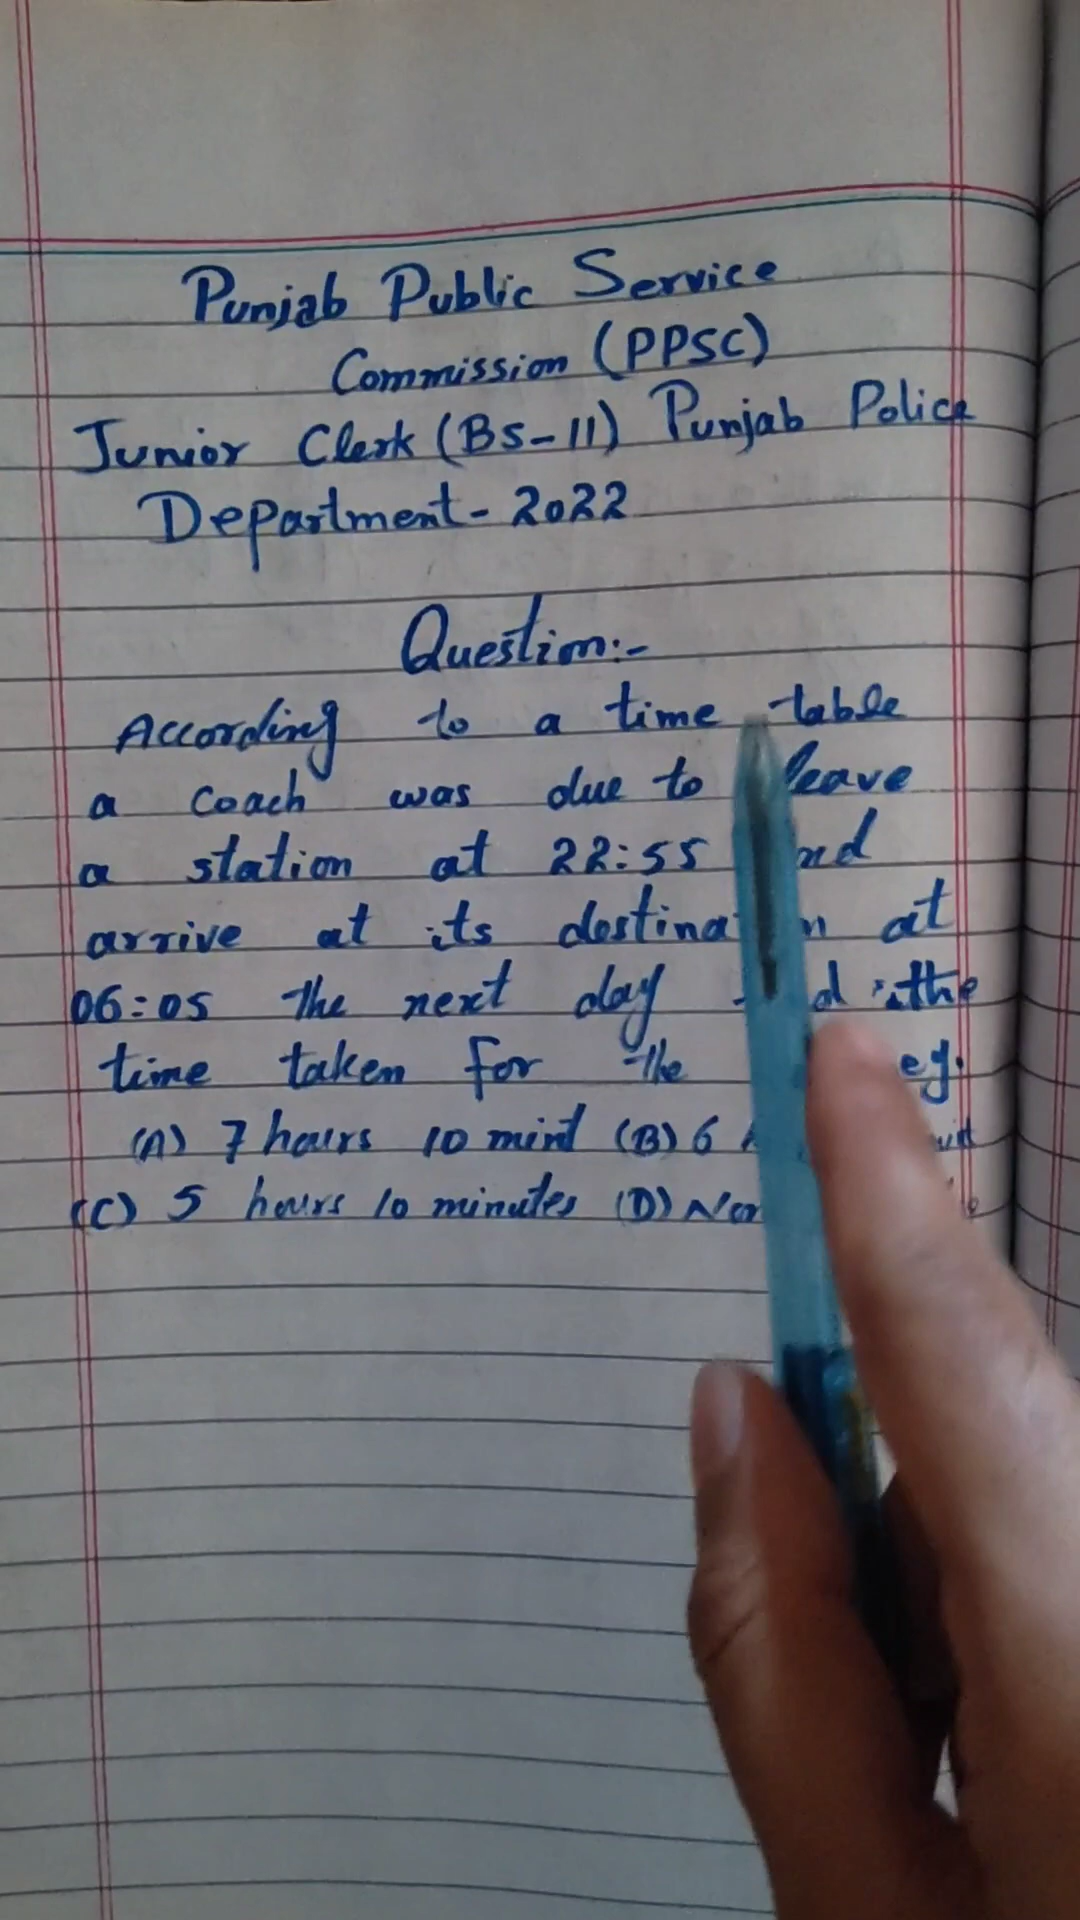 Punjab Public Service
Commission (PPSC)
Junior Clerk (BS-11) Punjab Police
Department- 2022
Question:-
According to a time table
a coach was due to leave
a station at 22:55
arrive at its at
06:05 the next day the
time taken for the
(A) 7 hours 10 mint (B) 6
(C) 5 hours 10 minutes (D)